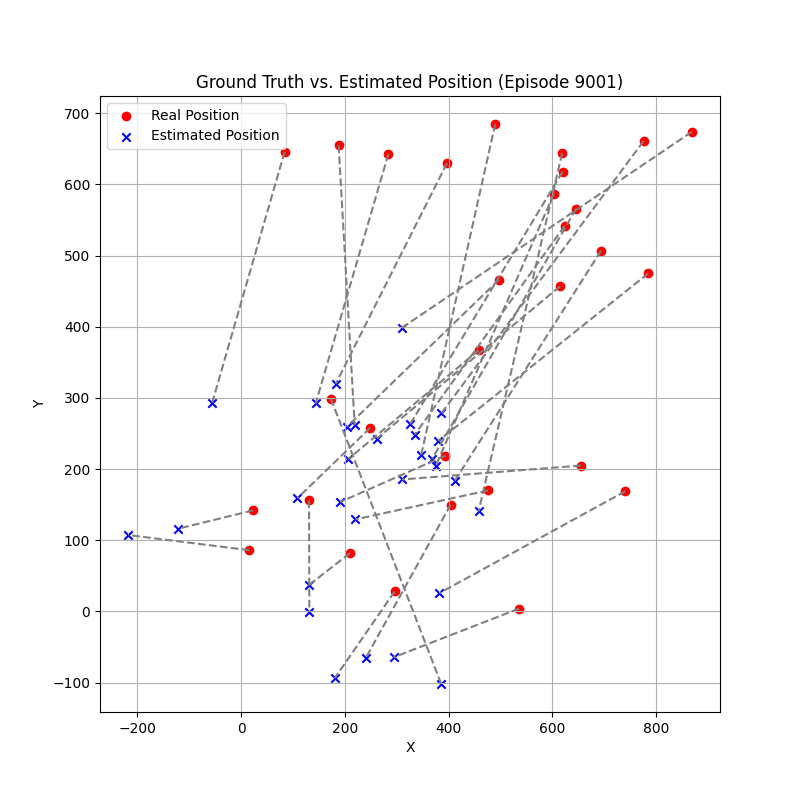 Ground Truth vs. Estimated Position (Episode 9001)
Real Position
Estimated Position
700
600
500
400
300
200
100
0
−100
Y
−200 0 200 400 600 800
X